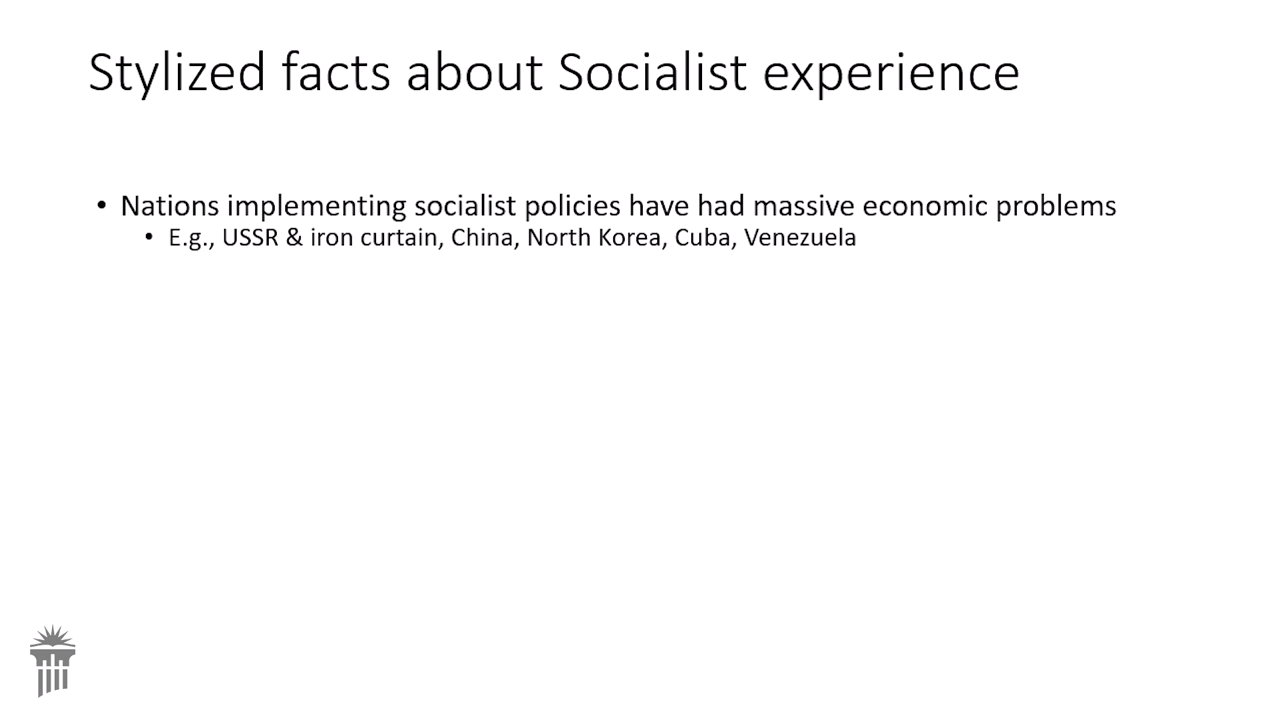 Stylized facts about Socialist experience
• Nations implementing socialist policies have had massive economic problems
• E.g., USSR & iron curtain, China, North Korea, Cuba, Venezuela